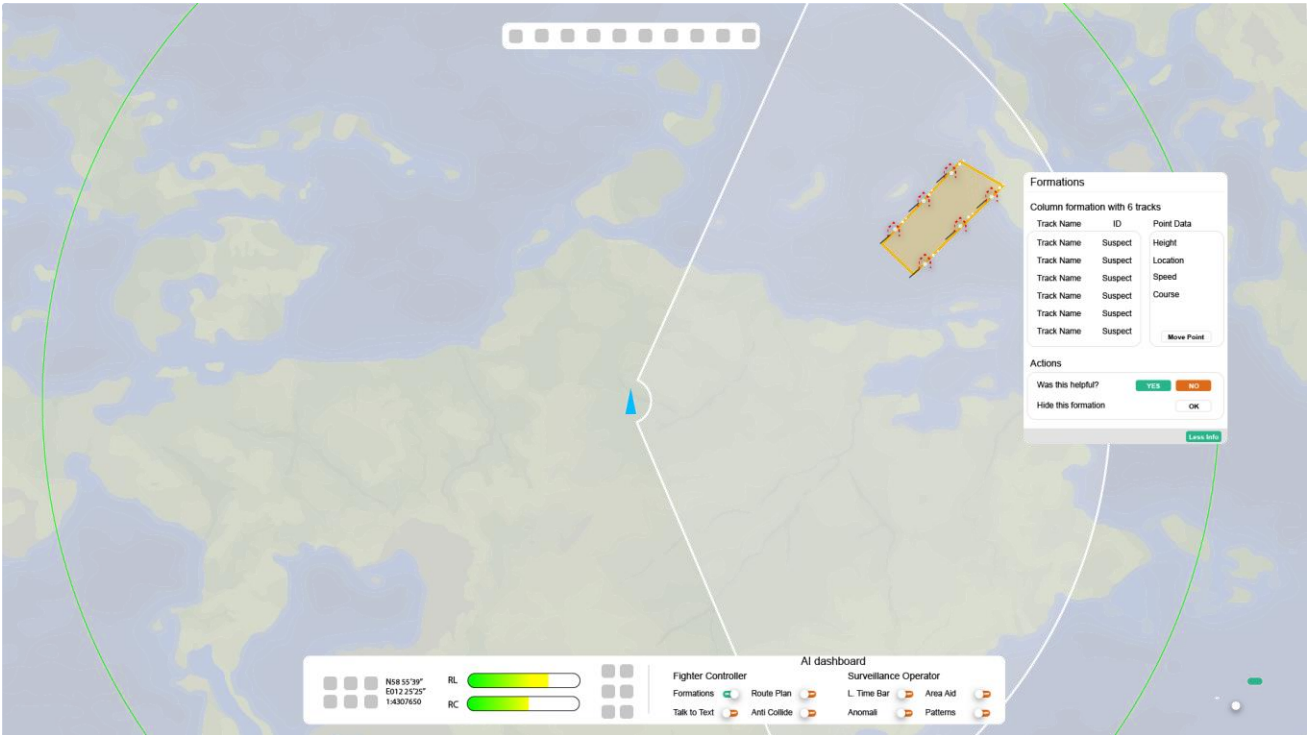 Formations
Column formation with 6 tracks
Track Name ID Point Data
Track Name Suspect Height
Track Name Suspect Location
Track Name Suspect Speed
Track Name Suspect Course
Track Name Suspect
Track Name Suspect Move Point
Actions
Was this helpful? YES NO
Hide this formation OK
Less Info
AI dashboard
N58 55'39"
E012 25'25"
1:4307650
RL
RC
Fighter Controller
Formations Route Plan
Talk to Text Anti Collide
Surveillance Operator
L. Time Bar Area Aid
Anomali Patterns